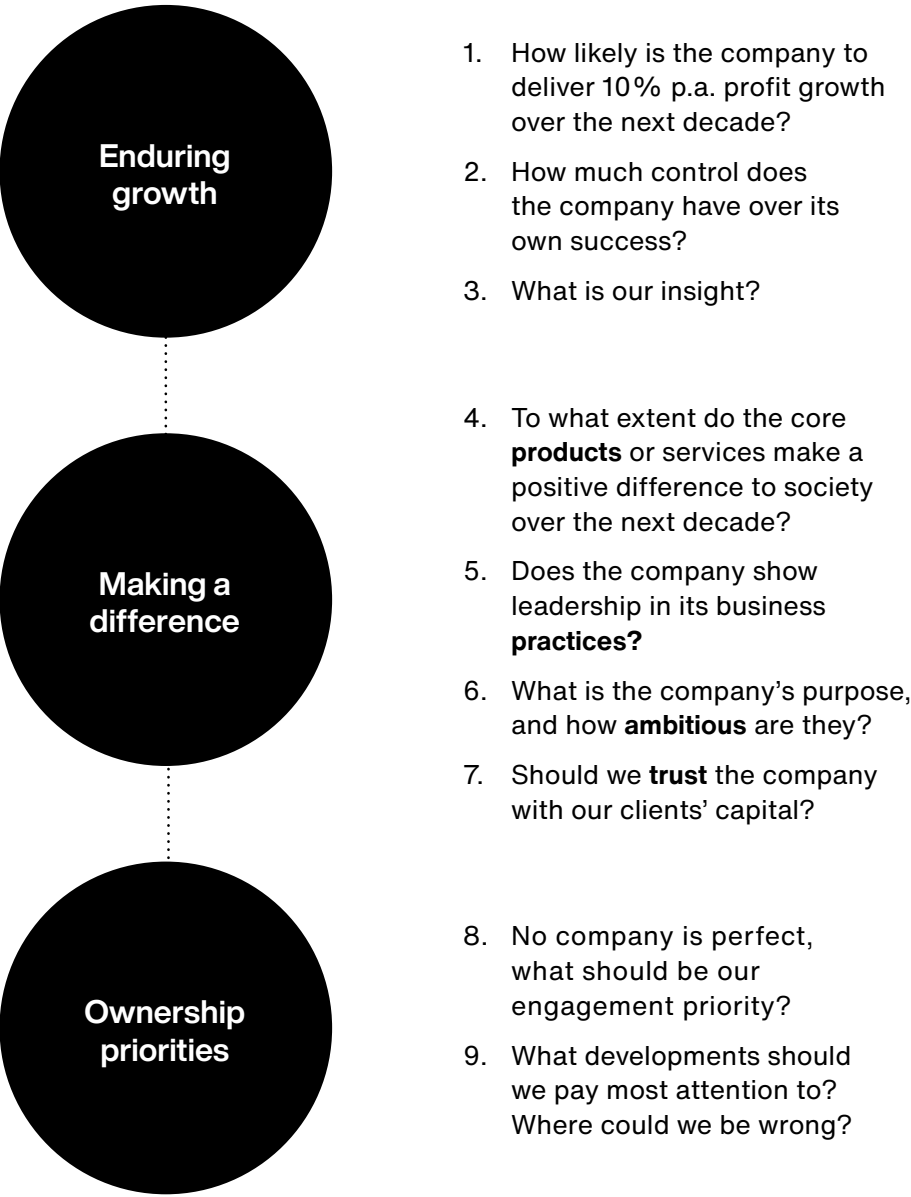 Enduring
growth
1. How likely is the company to
deliver 10% p.a. profit growth
over the next decade?
2. How much control does
the company have over its
own success?
3. What is our insight?
Making a
difference
4. To what extent do the core
products or services make a
positive difference to society
over the next decade?
5. Does the company show
leadership in its business
practices?
6. What is the company’s purpose,
and how ambitious are they?
7. Should we trust the company
with our clients’ capital?
Ownership
priorities
8. No company is perfect,
what should be our
engagement priority?
9. What developments should
we pay most attention to?
Where could we be wrong?